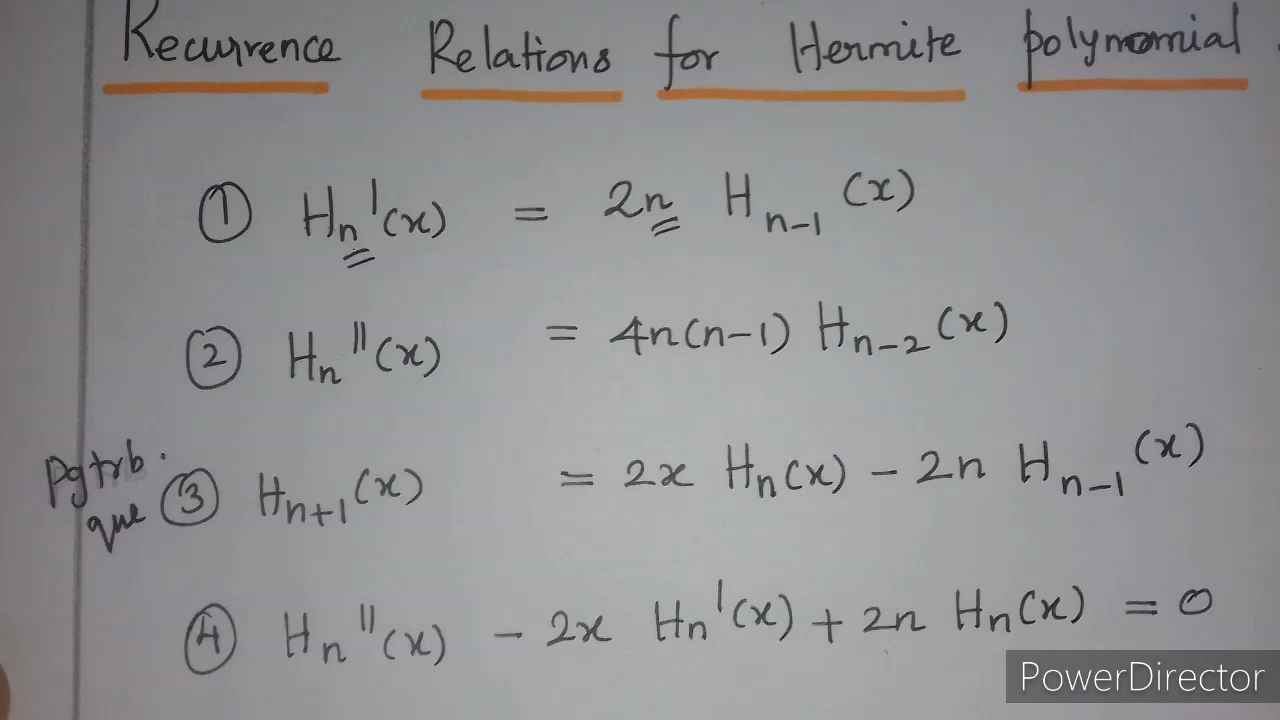 Recurrence Relations for Hermite polynomial.
① Hn'(x) = 2n Hn-1 (x)
② Hn''(x) = 4n(n-1) Hn-2(x)
Pgtrb.
que ③ Hn+1(x) = 2x Hn(x) - 2n Hn-1(x)
④ Hn''(x) - 2x Hn'(x) + 2n Hn(x) = 0
PowerDirector